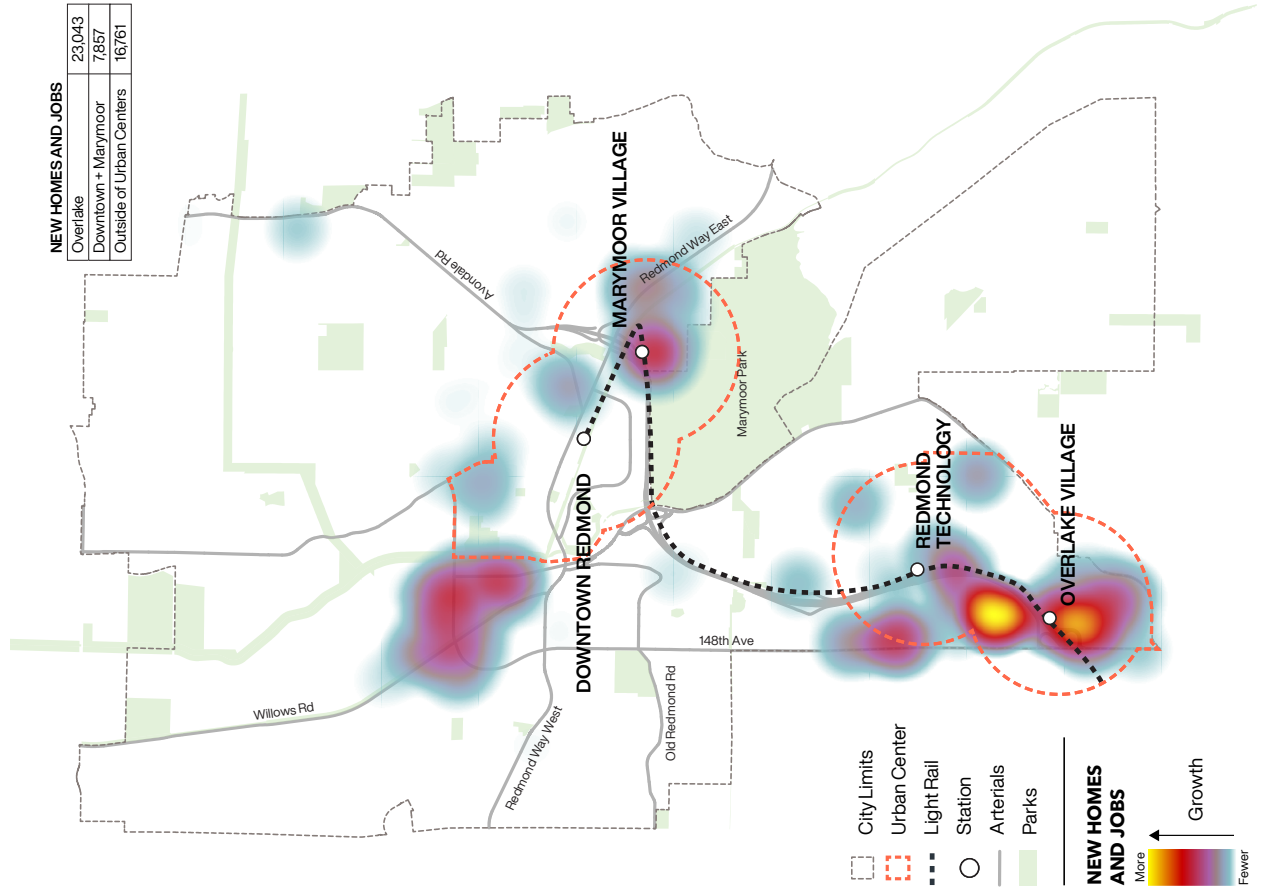 NEW HOMES AND JOBS
Overlake 23,043
Downtown + Marymoor 7,857
Outside of Urban Centers 16,761
Avondale Rd
MARYMOOR VILLAGE
Redmond Way East
Marymoor Park
DOWNTOWN REDMOND
Willows Rd
Redmond Way West
Old Redmond Rd
148th Ave
REDMOND
TECHNOLOGY
OVERLAKE VILLAGE
City Limits
Urban Center
Light Rail
Station
Arterials
Parks
NEW HOMES
AND JOBS
More
Growth
Fewer